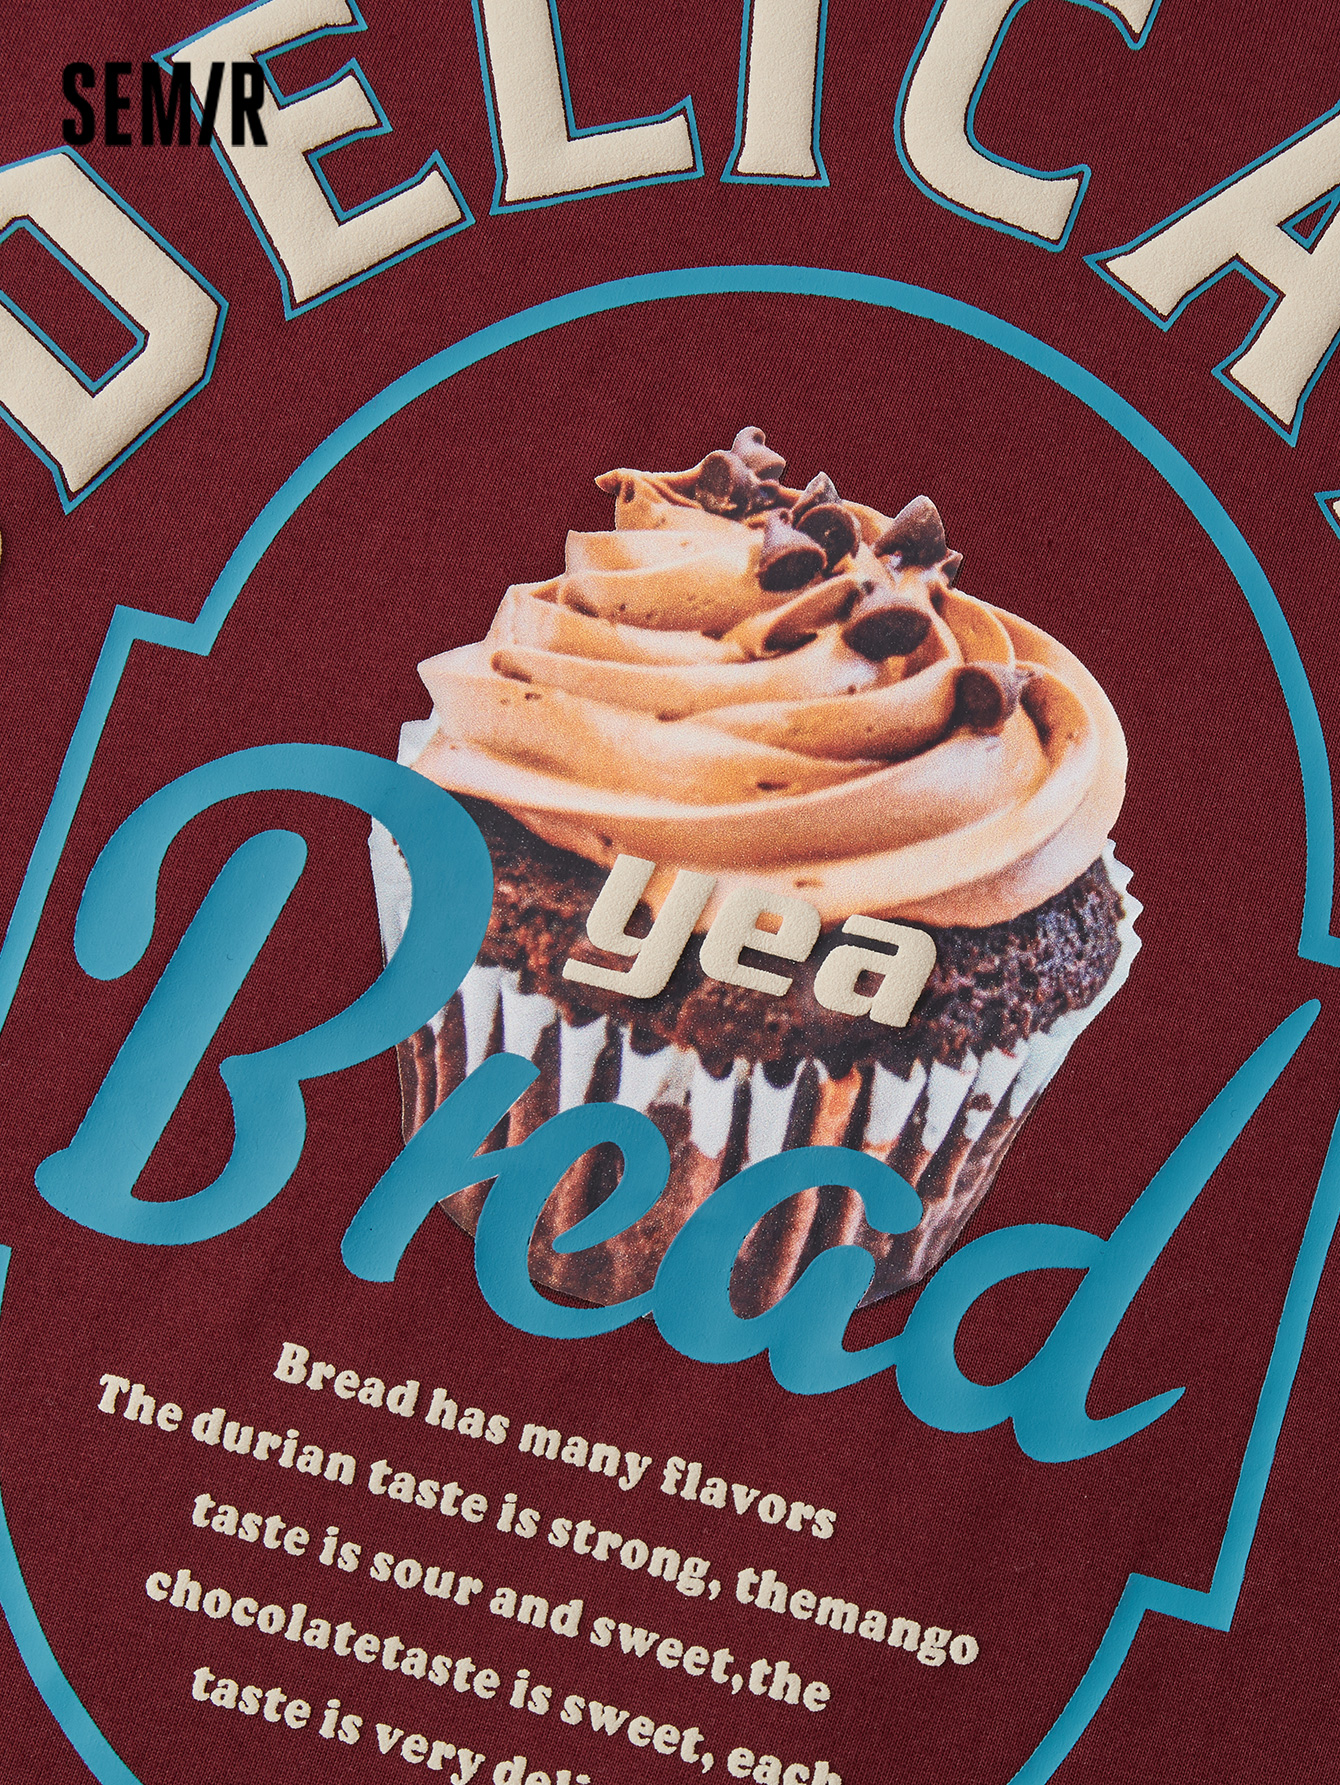 SEMIR
DELICA
yea
Bread
Bread has many flavors
The durian taste is strong, themango
taste is sour and sweet,the
chocolatetaste is sweet, each
taste is very deli